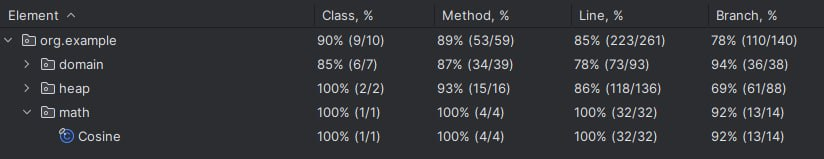 Element Class, % Method, % Line, % Branch, %
org.example 90% (9/10) 89% (53/59) 85% (223/261) 78% (110/140)
domain 85% (6/7) 87% (34/39) 78% (73/93) 94% (36/38)
heap 100% (2/2) 93% (15/16) 86% (118/136) 69% (61/88)
math 100% (1/1) 100% (4/4) 100% (32/32) 92% (13/14)
Cosine 100% (1/1) 100% (4/4) 100% (32/32) 92% (13/14)